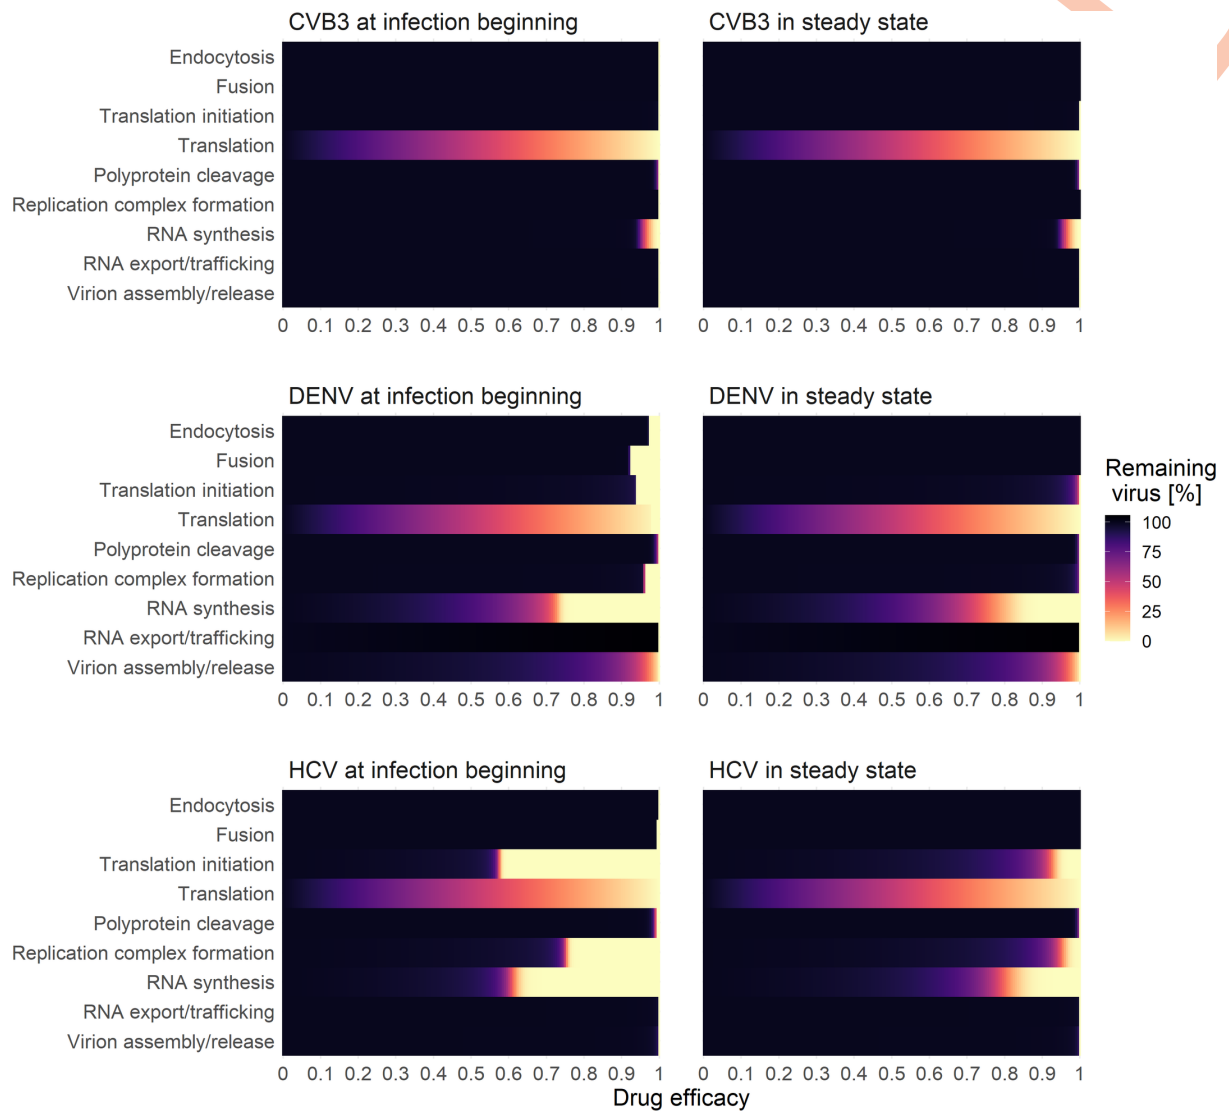 CVB3 at infection beginning
CVB3 in steady state
Endocytosis
Fusion
Translation initiation
Translation
Polyprotein cleavage
Replication complex formation
RNA synthesis
RNA export/trafficking
Virion assembly/release
0 0.1 0.2 0.3 0.4 0.5 0.6 0.7 0.8 0.9 1
0 0.1 0.2 0.3 0.4 0.5 0.6 0.7 0.8 0.9 1
DENV at infection beginning
DENV in steady state
Endocytosis
Fusion
Translation initiation
Translation
Polyprotein cleavage
Replication complex formation
RNA synthesis
RNA export/trafficking
Virion assembly/release
0 0.1 0.2 0.3 0.4 0.5 0.6 0.7 0.8 0.9 1
0 0.1 0.2 0.3 0.4 0.5 0.6 0.7 0.8 0.9 1
Remaining
virus [%]
100
75
50
25
0
HCV at infection beginning
HCV in steady state
Endocytosis
Fusion
Translation initiation
Translation
Polyprotein cleavage
Replication complex formation
RNA synthesis
RNA export/trafficking
Virion assembly/release
0 0.1 0.2 0.3 0.4 0.5 0.6 0.7 0.8 0.9 1
0 0.1 0.2 0.3 0.4 0.5 0.6 0.7 0.8 0.9 1
Drug efficacy